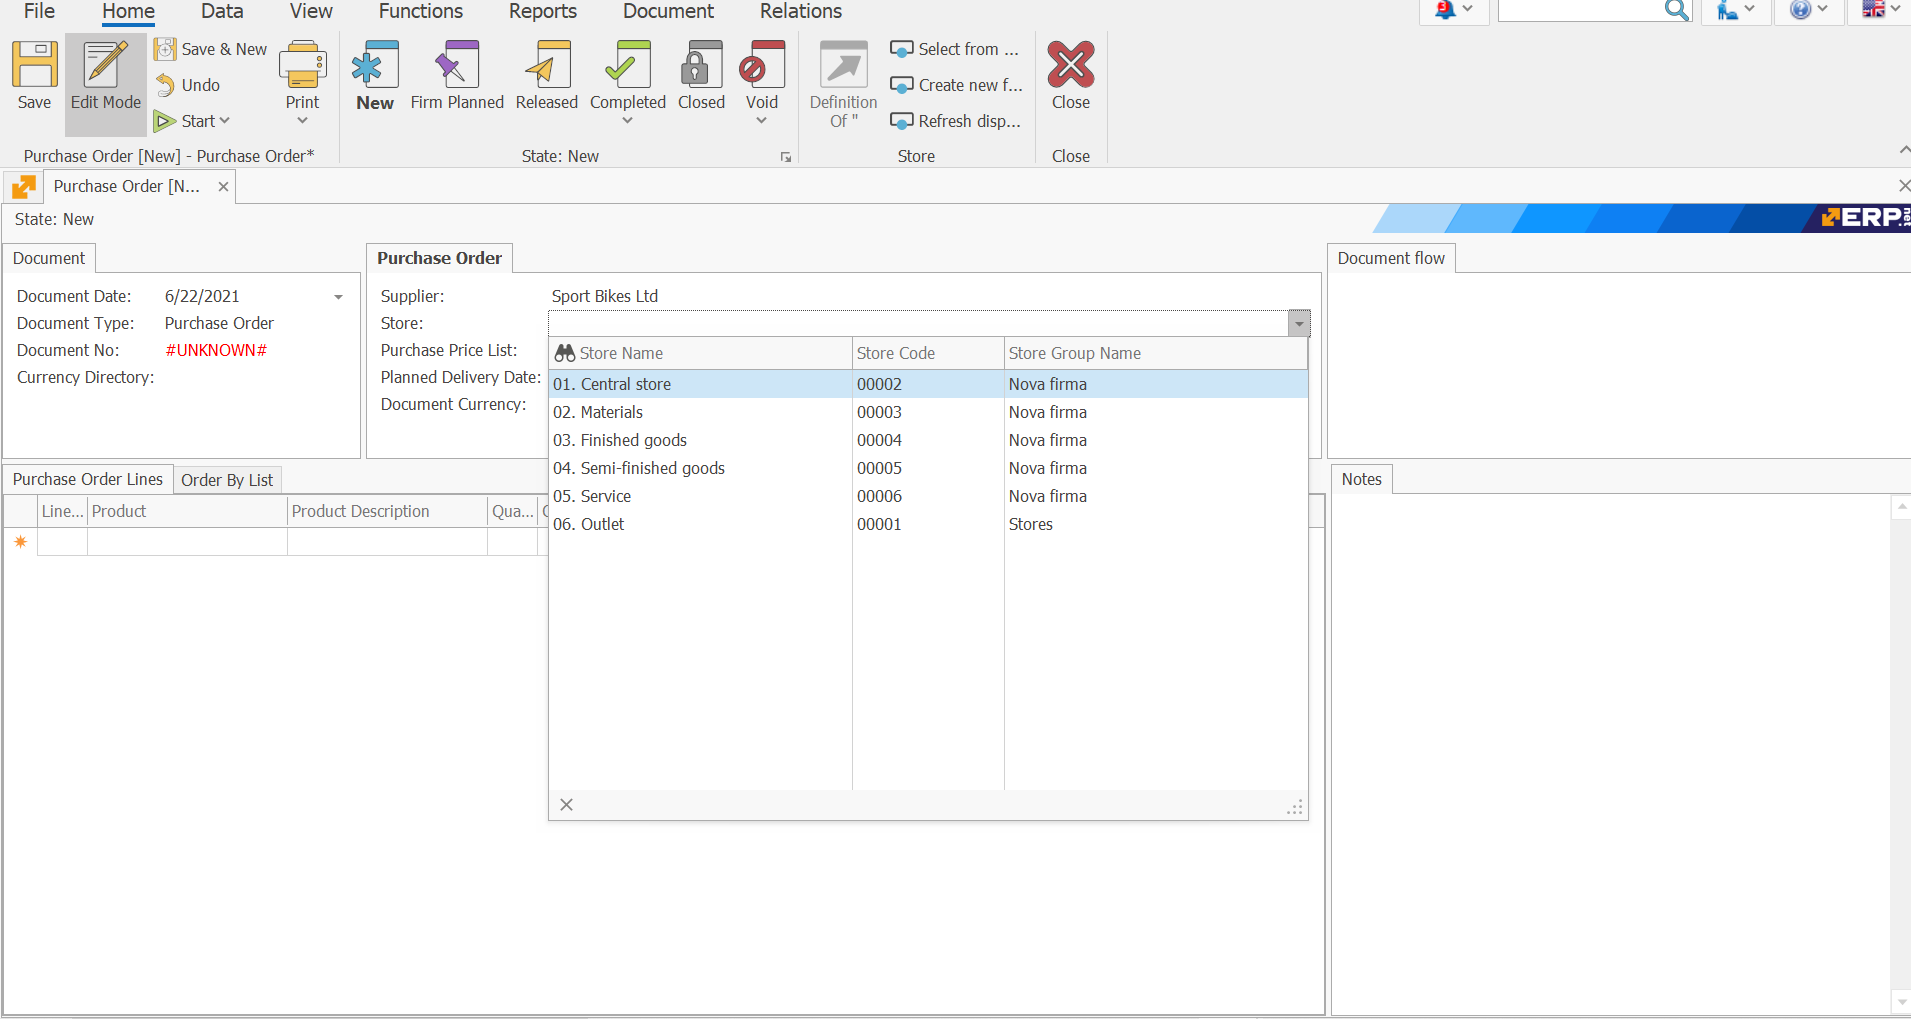 File Home Data View Functions Reports Document Relations
3
Save
Edit Mode
Save & New
Undo
Start
Print
New
Firm Planned
Released
Completed
Closed
Void
Definition
Of "
Select from ...
Create new f...
Refresh disp...
Close
Purchase Order [New] - Purchase Order*
State: New
Store
Close
Purchase Order [N...
State: New
ERP.net
Document
Document Date: 6/22/2021
Document Type: Purchase Order
Document No: #UNKNOWN#
Currency Directory:
Purchase Order
Supplier: Sport Bikes Ltd
Store:
Purchase Price List:
Planned Delivery Date:
Document Currency:
Store Name Store Code Store Group Name
01. Central store 00002 Nova firma
02. Materials 00003 Nova firma
03. Finished goods 00004 Nova firma
04. Semi-finished goods 00005 Nova firma
05. Service 00006 Nova firma
06. Outlet 00001 Stores
Document flow
Purchase Order Lines Order By List
Line... Product Product Description Qua...
Notes